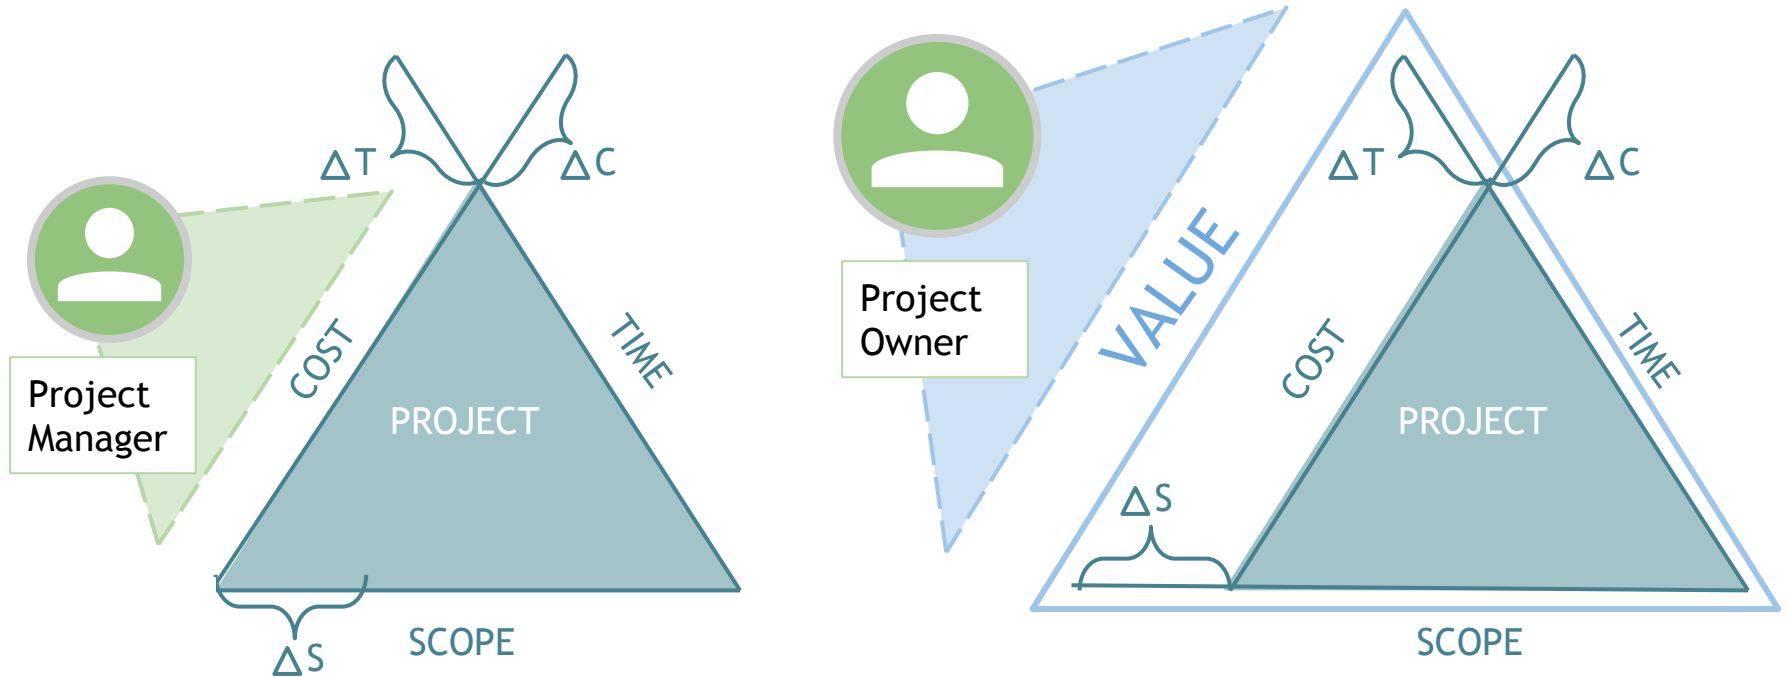 ΔT
ΔC
Project
Manager
COST
TIME
PROJECT
ΔS
SCOPE
Project
Owner
VALUE
ΔT
ΔC
COST
TIME
PROJECT
ΔS
SCOPE